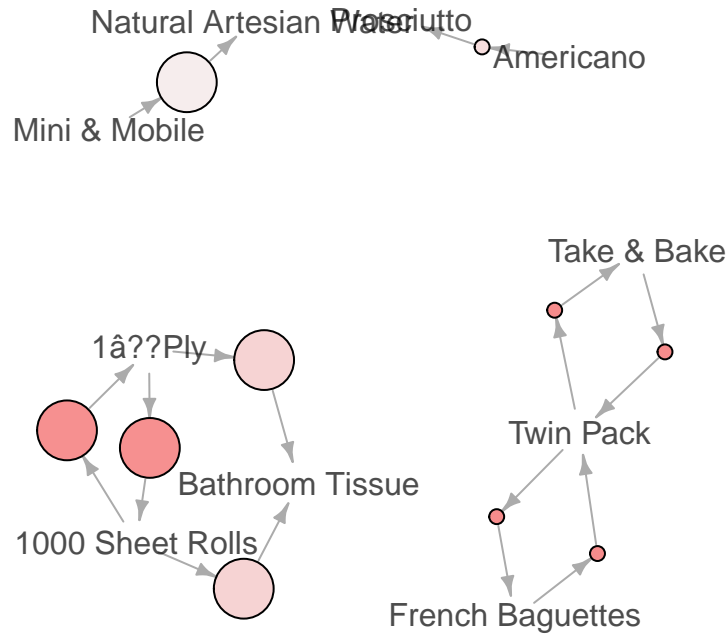 Natural Artesian Water
Prosciutto
Americano
Mini & Mobile
Take & Bake
1â??Ply
Twin Pack
Bathroom Tissue
1000 Sheet Rolls
French Baguettes